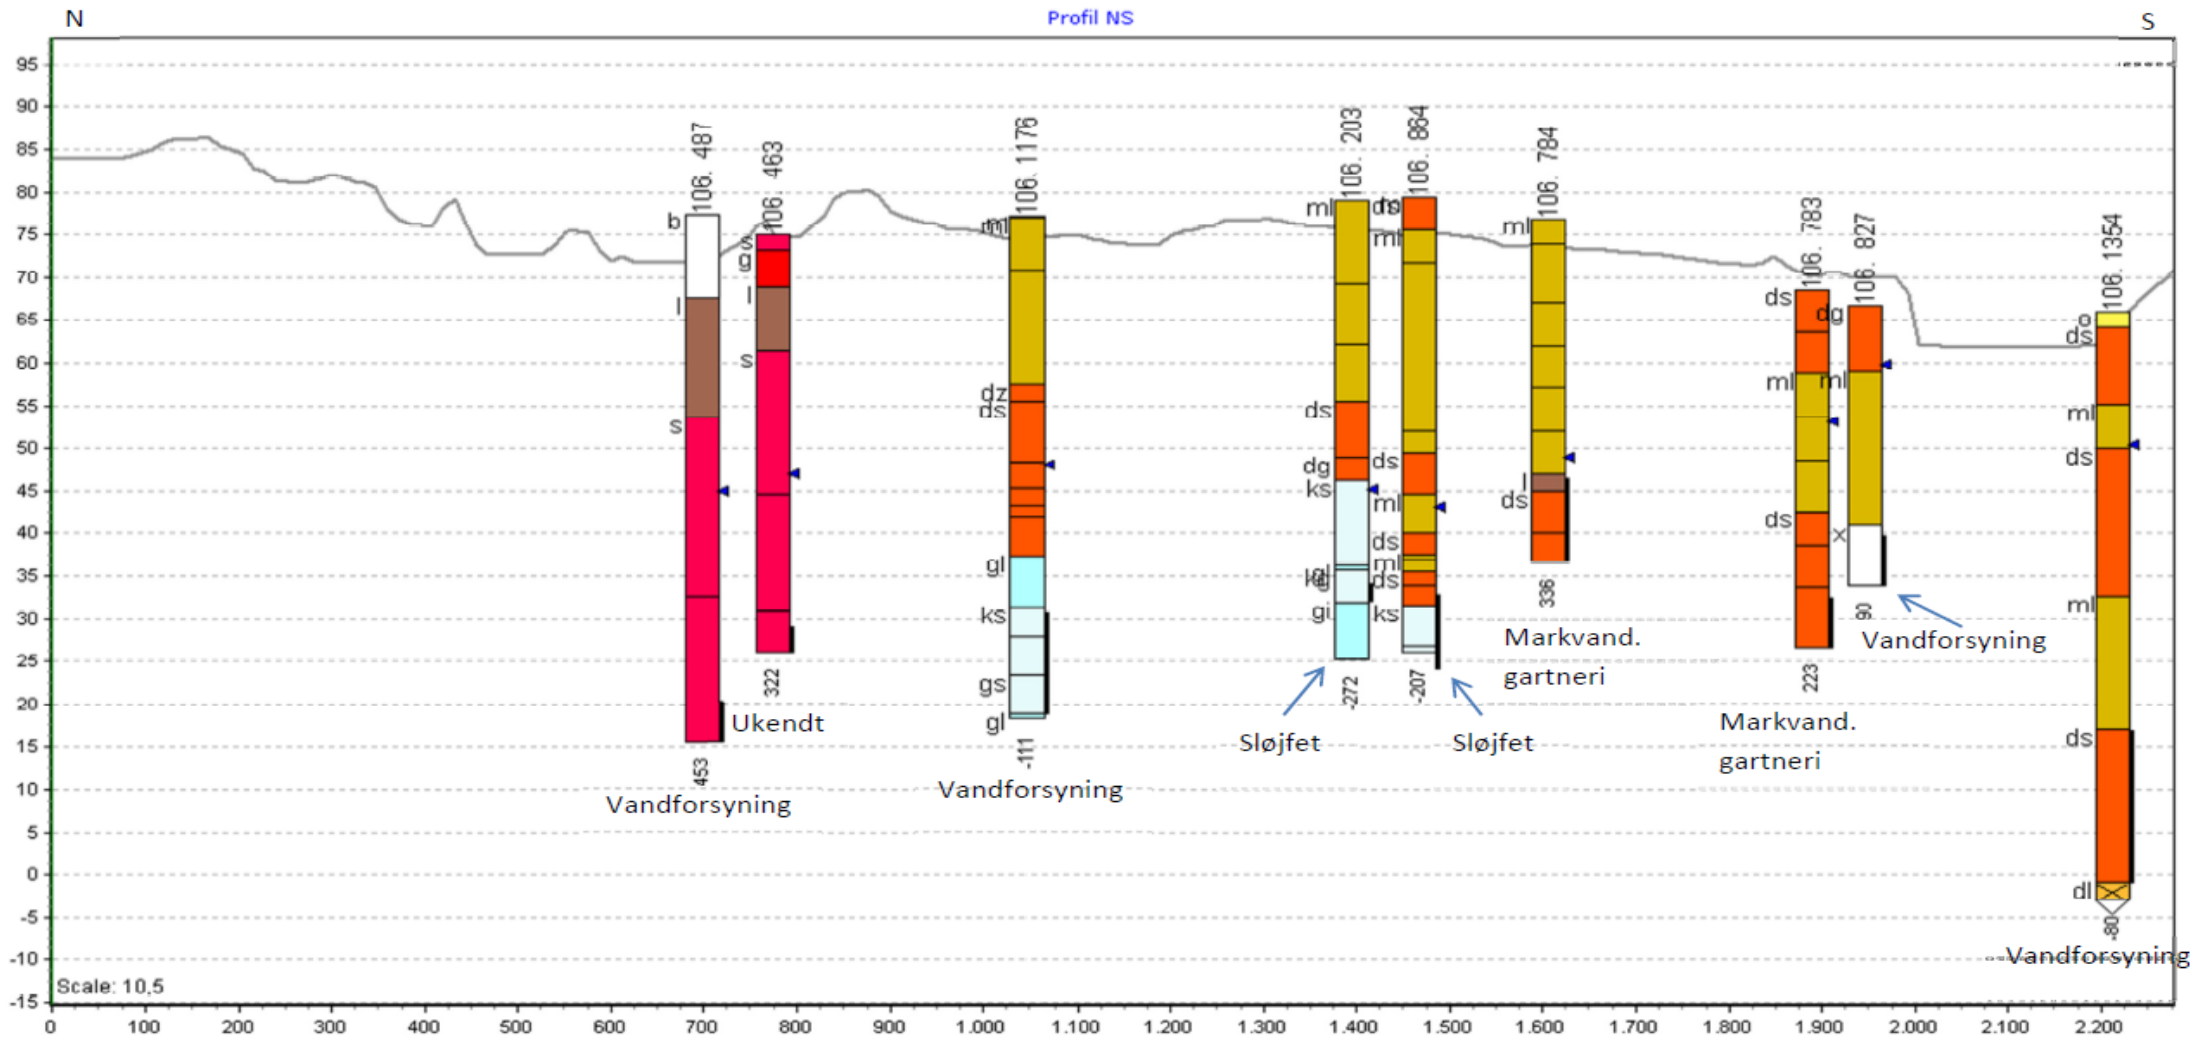 N
Profil NS
S
95
90
85
80
75
70
65
60
55
50
45
40
35
30
25
20
15
10
5
0
-5
-10
-15
106. 487
b
l
s
453
Vandforsyning
106. 463
s
g
l
s
322
Ukendt
106. 1176
ml
dz
ds
gl
ks
gs
gl
-111
Vandforsyning
106. 203
ml
ds
dg
ks
gi
-272
Sløjfet
106. 864
ds
ml
ds
ml
ds
ml
ds
ks
-207
Sløjfet
106. 784
ml
l
ds
336
Markvand.
gartneri
106. 783
ds
ml
ds
223
Markvand.
gartneri
106. 827
dg
ml
x
90
Vandforsyning
106. 1354
o
ds
ml
ds
ml
ds
dl
-80
Vandforsyning
Scale: 10,5
0 100 200 300 400 500 600 700 800 900 1.000 1.100 1.200 1.300 1.400 1.500 1.600 1.700 1.800 1.900 2.000 2.100 2.200